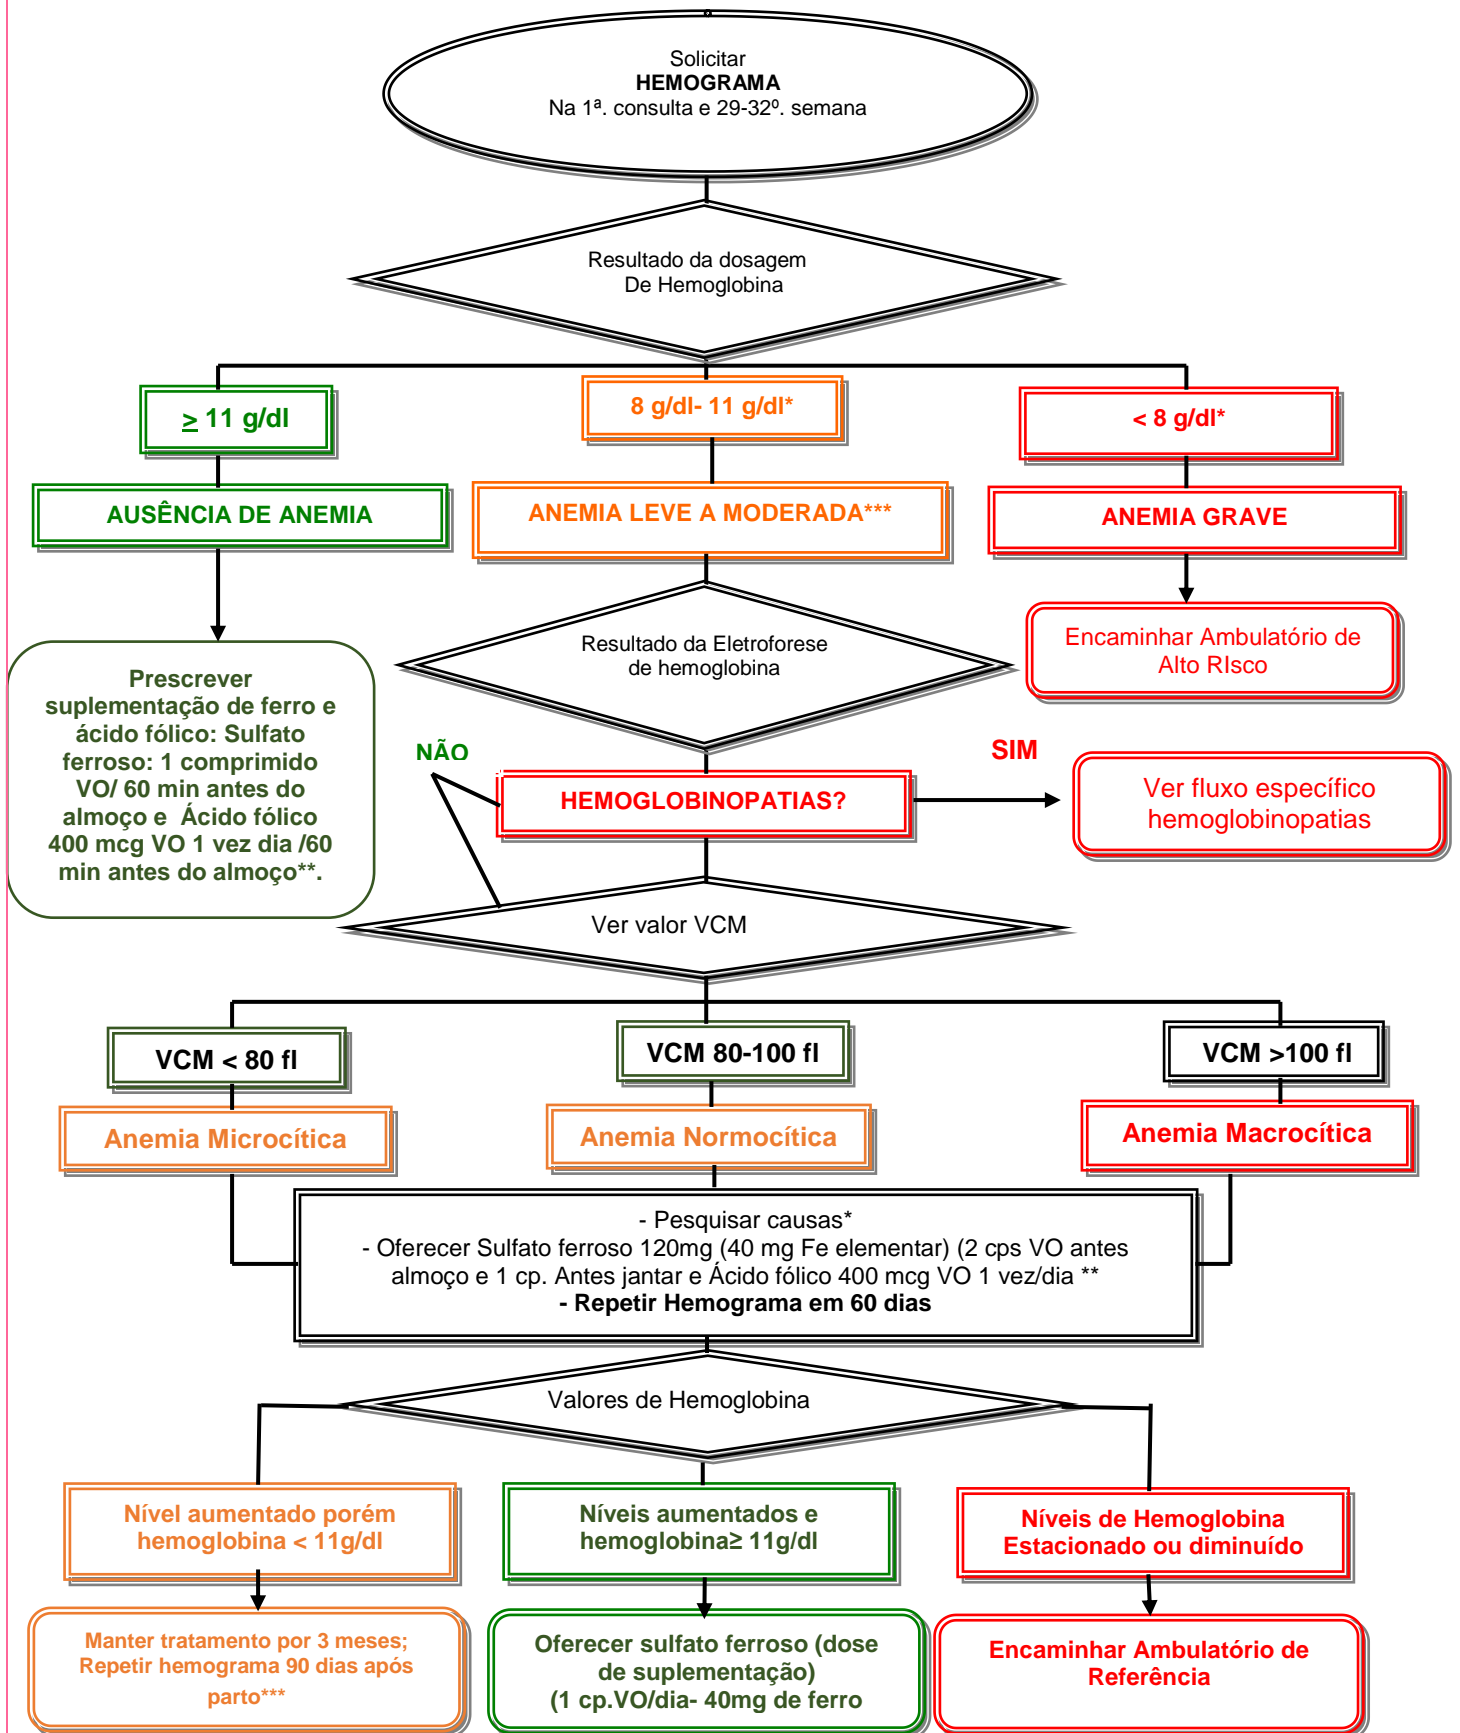 Solicitar
HEMOGRAMA
Na 1ª. consulta e 29-32º. semana
Resultado da dosagem
De Hemoglobina
≥ 11 g/dl
8 g/dl- 11 g/dl*
< 8 g/dl*
AUSÊNCIA DE ANEMIA
ANEMIA LEVE A MODERADA***
ANEMIA GRAVE
Encaminhar Ambulatório de
Alto RIsco
Resultado da Eletroforese
de hemoglobina
Prescrever
suplementação de ferro e
ácido fólico: Sulfato
ferroso: 1 comprimido
VO/ 60 min antes do
almoço e Ácido fólico
400 mcg VO 1 vez dia /60
min antes do almoço**.
NÃO
SIM
HEMOGLOBINOPATIAS?
Ver fluxo específico
hemoglobinopatias
Ver valor VCM
VCM < 80 fl
VCM 80-100 fl
VCM >100 fl
Anemia Microcítica
Anemia Normocítica
Anemia Macrocítica
- Pesquisar causas*
- Oferecer Sulfato ferroso 120mg (40 mg Fe elementar) (2 cps VO antes
almoço e 1 cp. Antes jantar e Ácido fólico 400 mcg VO 1 vez/dia **
- Repetir Hemograma em 60 dias
Valores de Hemoglobina
Nível aumentado porém
hemoglobina < 11g/dl
Níveis aumentados e
hemoglobina≥ 11g/dl
Níveis de Hemoglobina
Estacionado ou diminuído
Manter tratamento por 3 meses;
Repetir hemograma 90 dias após
parto***
Oferecer sulfato ferroso (dose
de suplementação)
(1 cp.VO/dia- 40mg de ferro
Encaminhar Ambulatório de
Referência